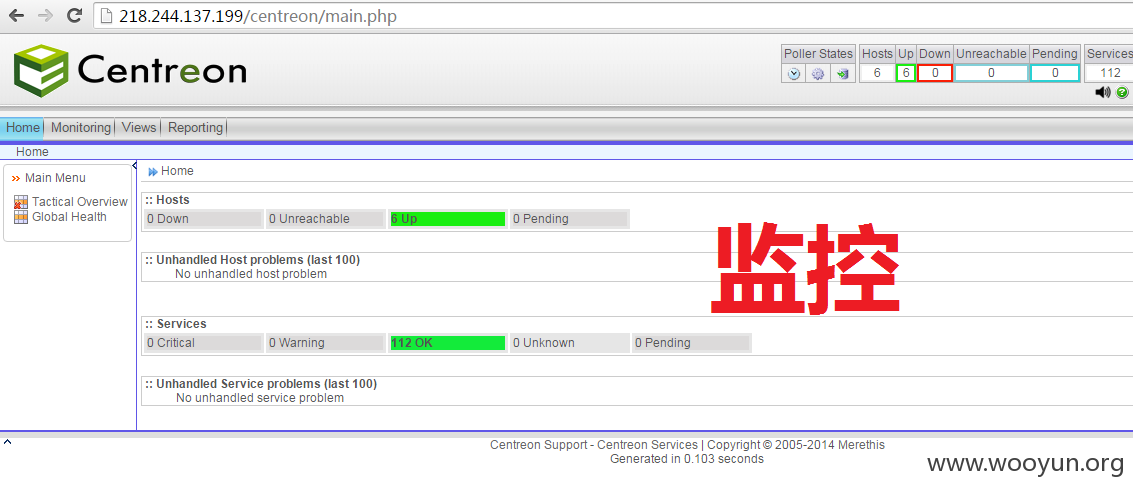 218.244.137.199/centreon/main.php
Centreon
Poller States Hosts Up Down Unreachable Pending Services
6 6 0 0 0 112
Home Monitoring Views Reporting
Home
Main Menu
Tactical Overview
Global Health
Home
:: Hosts
0 Down 0 Unreachable 6 Up 0 Pending
:: Unhandled Host problems (last 100)
No unhandled host problem
监控
:: Services
0 Critical 0 Warning 112 OK 0 Unknown 0 Pending
:: Unhandled Service problems (last 100)
No unhandled service problem
Centreon Support - Centreon Services | Copyright © 2005-2014 Merethis
Generated in 0.103 seconds
www.wooyun.org